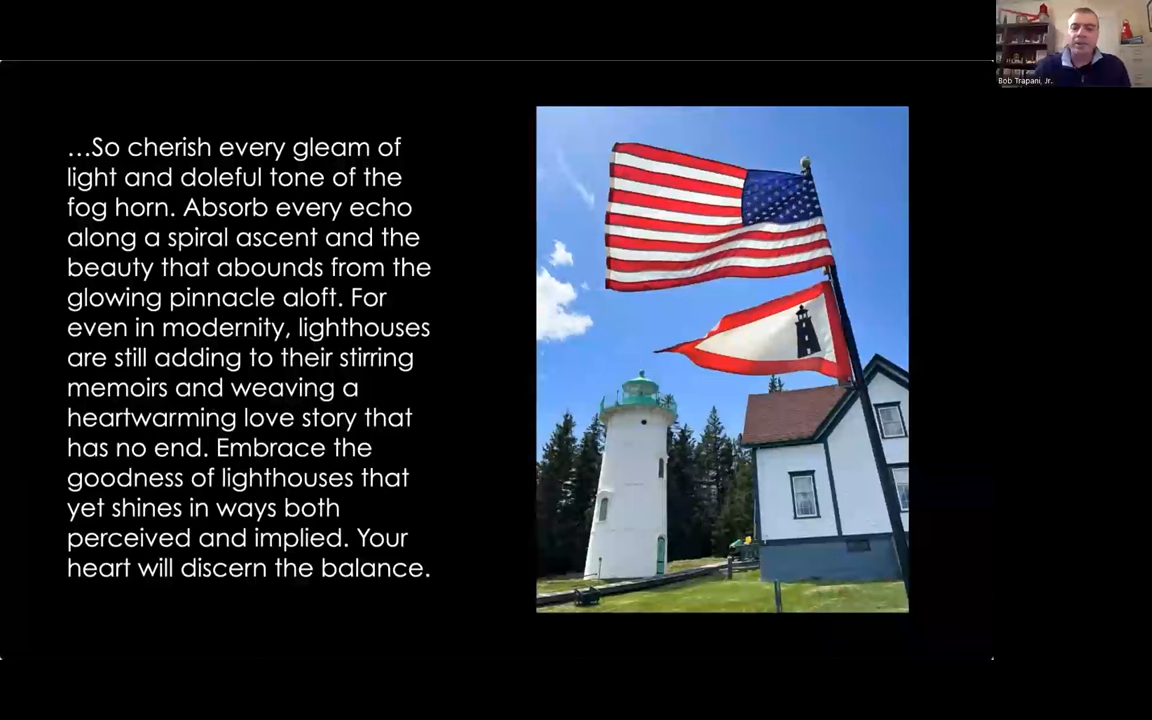 …So cherish every gleam of
light and doleful tone of the
fog horn. Absorb every echo
along a spiral ascent and the
beauty that abounds from the
glowing pinnacle aloft. For
even in modernity, lighthouses
are still adding to their stirring
memoirs and weaving a
heartwarming love story that
has no end. Embrace the
goodness of lighthouses that
yet shines in ways both
perceived and implied. Your
heart will discern the balance.
Bob Trapani, Jr.